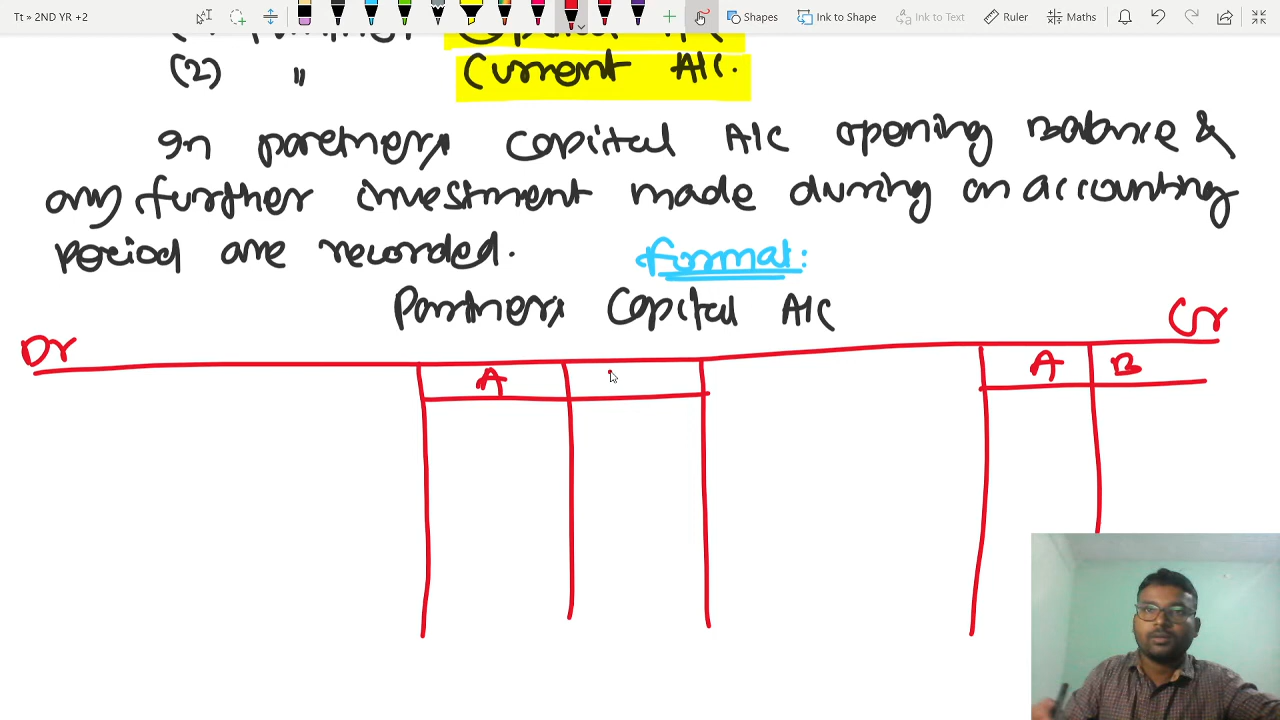 Tt » 2ND YR +2
Shapes
Ink to Shape
Ink to Text
Ruler
Maths
Capital A/C
(2) " Current A/C.
In partners Capital A/C opening Balance &
any further investment made during an accounting
period are recorded. Format:
Partners Capital A/C
Dr Cr
A A B